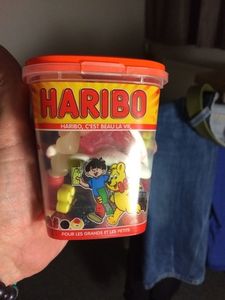 HARIBO
HARIBO, C'EST BEAU LA VIE,
POUR LES GRANDS ET LES PETITS